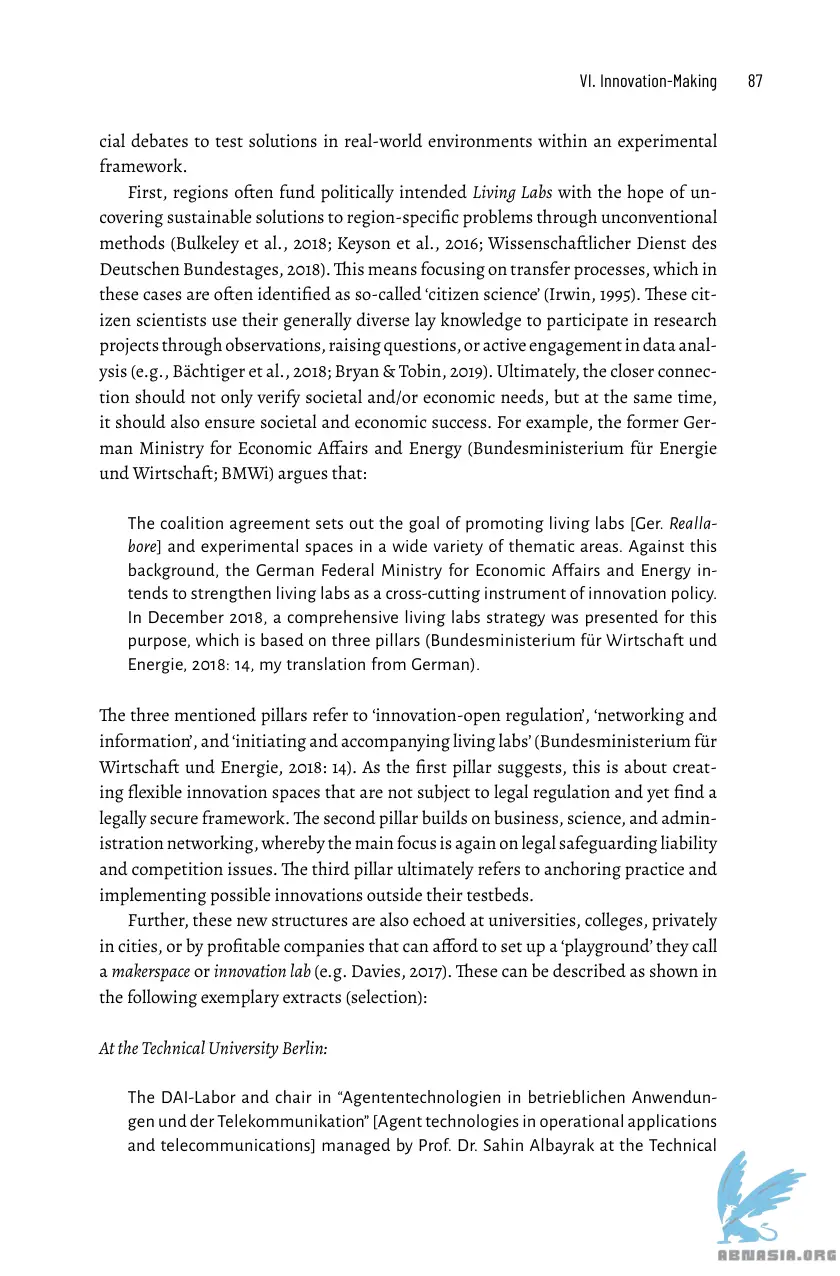 VI. Innovation-Making 87
cial debates to test solutions in real-world environments within an experimental
framework.
First, regions often fund politically intended Living Labs with the hope of un-
covering sustainable solutions to region-specific problems through unconventional
methods (Bulkeley et al., 2018; Keyson et al., 2016; Wissenschaftlicher Dienst des
Deutschen Bundestages, 2018). This means focusing on transfer processes, which in
these cases are often identified as so-called ‘citizen science’ (Irwin, 1995). These cit-
izen scientists use their generally diverse lay knowledge to participate in research
projects through observations, raising questions, or active engagement in data anal-
ysis (e.g., Bächtiger et al., 2018; Bryan & Tobin, 2019). Ultimately, the closer connec-
tion should not only verify societal and/or economic needs, but at the same time,
it should also ensure societal and economic success. For example, the former Ger-
man Ministry for Economic Affairs and Energy (Bundesministerium für Energie
und Wirtschaft; BMWi) argues that:
The coalition agreement sets out the goal of promoting living labs [Ger. Realla-
bore] and experimental spaces in a wide variety of thematic areas. Against this
background, the German Federal Ministry for Economic Affairs and Energy in-
tends to strengthen living labs as a cross-cutting instrument of innovation policy.
In December 2018, a comprehensive living labs strategy was presented for this
purpose, which is based on three pillars (Bundesministerium für Wirtschaft und
Energie, 2018: 14, my translation from German).
The three mentioned pillars refer to ‘innovation-open regulation’, ‘networking and
information’, and ‘initiating and accompanying living labs’ (Bundesministerium für
Wirtschaft und Energie, 2018: 14). As the first pillar suggests, this is about creat-
ing flexible innovation spaces that are not subject to legal regulation and yet find a
legally secure framework. The second pillar builds on business, science, and admin-
istration networking, whereby the main focus is again on legal safeguarding liability
and competition issues. The third pillar ultimately refers to anchoring practice and
implementing possible innovations outside their testbeds.
Further, these new structures are also echoed at universities, colleges, privately
in cities, or by profitable companies that can afford to set up a ‘playground’ they call
a makerspace or innovation lab (e.g. Davies, 2017). These can be described as shown in
the following exemplary extracts (selection):
At the Technical University Berlin:
The DAI-Labor and chair in “Agententechnologien in betrieblichen Anwendun-
gen und der Telekommunikation” [Agent technologies in operational applications
and telecommunications] managed by Prof. Dr. Sahin Albayrak at the Technical
ABNASIA.ORG